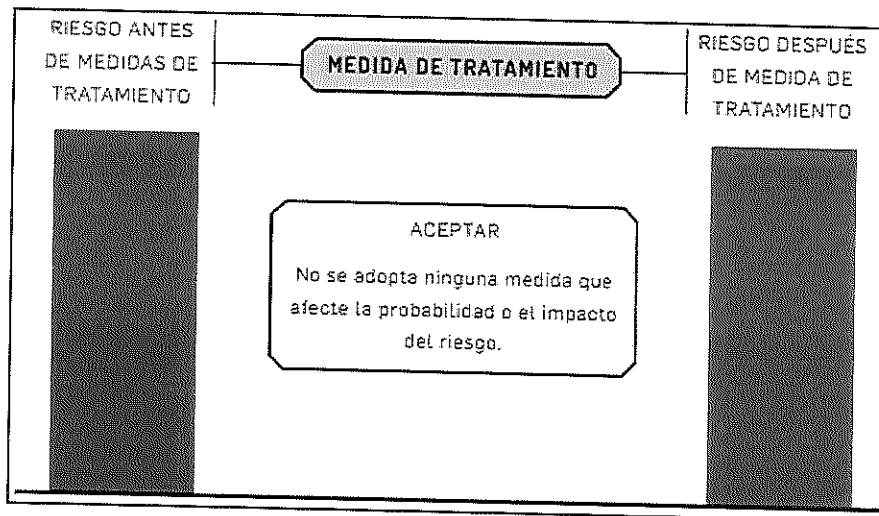 RIESGO ANTES
DE MEDIDAS DE
TRATAMIENTO
MEDIDA DE TRATAMIENTO
RIESGO DESPUÉS
DE MEDIDA DE
TRATAMIENTO
ACEPTAR
No se adopta ninguna medida que
afecte la probabilidad o el impacto
del riesgo.